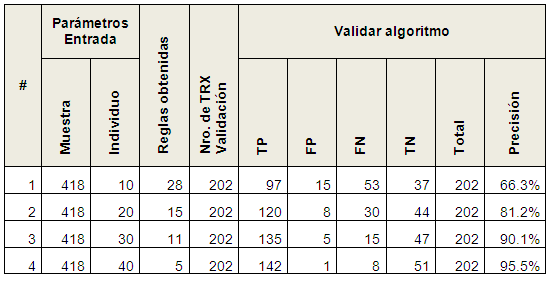 # Parámetros Entrada Reglas obtenidas Nro. de TRX Validación Validar algoritmo
Muestra Individuo TP FP FN TN Total Precisión
1 418 10 28 202 97 15 53 37 202 66.3%
2 418 20 15 202 120 8 30 44 202 81.2%
3 418 30 11 202 135 5 15 47 202 90.1%
4 418 40 5 202 142 1 8 51 202 95.5%